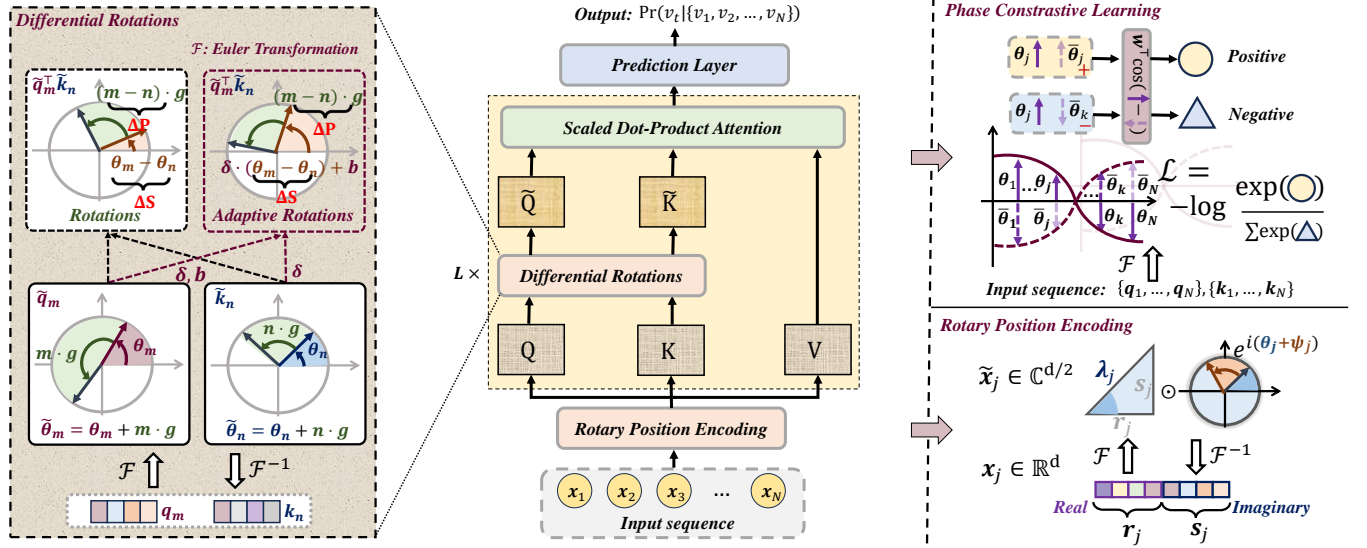 Differential Rotations
ℱ: Euler Transformation
q̃ₘ⊤k̃ₙ
(m − n) · g
ΔP
θₘ − θₙ
ΔS
Rotations
q̃ₘ⊤k̃ₙ
(m − n) · g
ΔP
δ · (θₘ − θₙ) + b
ΔS
Adaptive Rotations
δ, b
δ
q̃ₘ
m · g
θₘ
θ̃ₘ = θₘ + m · g
k̃ₙ
n · g
θₙ
θ̃ₙ = θₙ + n · g
ℱ
ℱ⁻¹
qₘ
kₙ
Output: Pr(vₜ|{v₁, v₂, …, v_N})
Prediction Layer
Scaled Dot-Product Attention
Q̃
K̃
L ×
Differential Rotations
Q
K
V
Rotary Position Encoding
x₁ x₂ x₃ … x_N
Input sequence
Phase Constrastive Learning
θⱼ θ̄ⱼ +
w⊤cos( − )
Positive
θⱼ θ̄ₖ −
Negative
θ₁ … θⱼ … θ̄ₖ θ̄_N
θ̄₁ θ̄ⱼ θₖ θ_N
ℒ =
−log
exp( )
∑exp( )
ℱ
Input sequence: {q₁, …, q_N},{k₁, …, k_N}
Rotary Position Encoding
x̃ⱼ ∈ ℂ^{d/2}
λⱼ
sⱼ
rⱼ
⊙
e^{i(θⱼ+ψⱼ)}
ℱ
ℱ⁻¹
xⱼ ∈ ℝ^d
Real
rⱼ
sⱼ
Imaginary